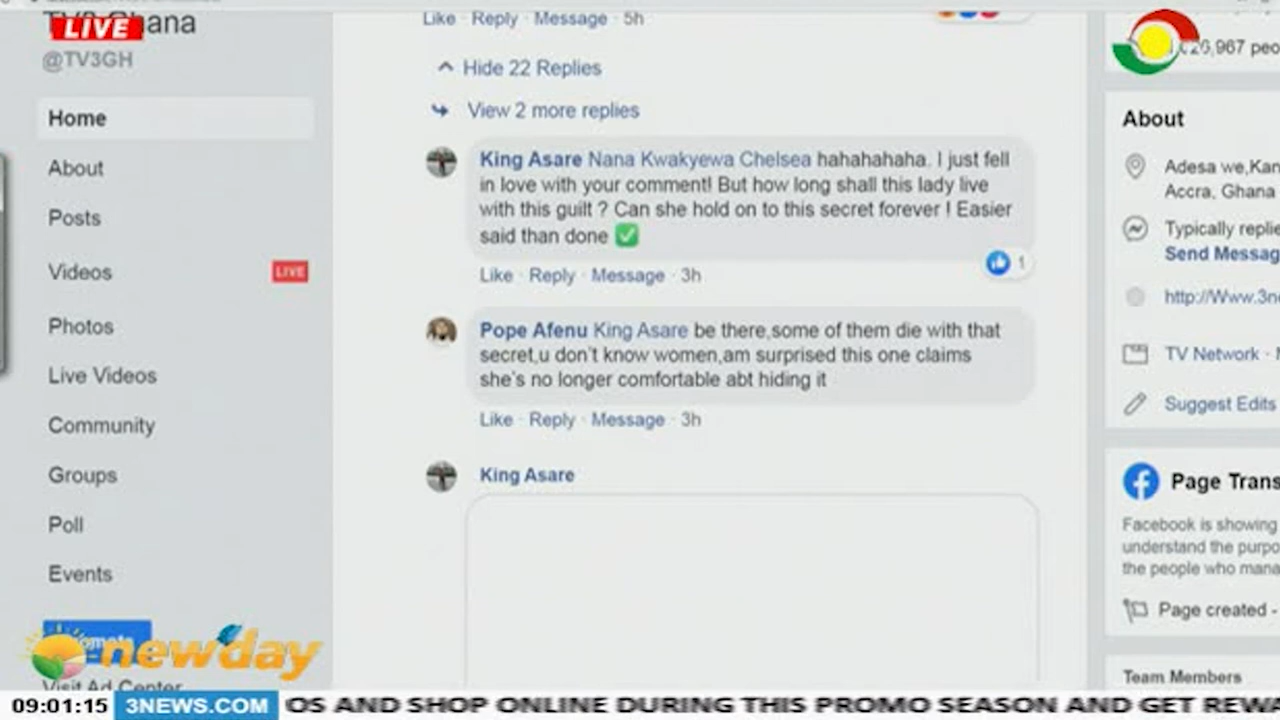 LIVE
@TV3GH
Home
About
Posts
Videos LIVE
Photos
Live Videos
Community
Groups
Poll
Events
Visit Ad Center
Like · Reply · Message · 5h
Hide 22 Replies
View 2 more replies
King Asare Nana Kwakyewa Chelsea hahahahaha. I just fell
in love with your comment! But how long shall this lady live
with this guilt ? Can she hold on to this secret forever ! Easier
said than done ✅
Like · Reply · Message · 3h
1
Pope Afenu King Asare be there,some of them die with that
secret,u don't know women,am surprised this one claims
she's no longer comfortable abt hiding it
Like · Reply · Message · 3h
King Asare
About
Adesa we,Kan
Accra, Ghana
Typically replie
Send Messag
http://Www.3n
TV Network ·
Suggest Edits
Page Trans
Facebook is showing
understand the purpo
the people who mana
Page created -
Team Members
newday
09:01:15 3NEWS.COM OS AND SHOP ONLINE DURING THIS PROMO SEASON AND GET REWA